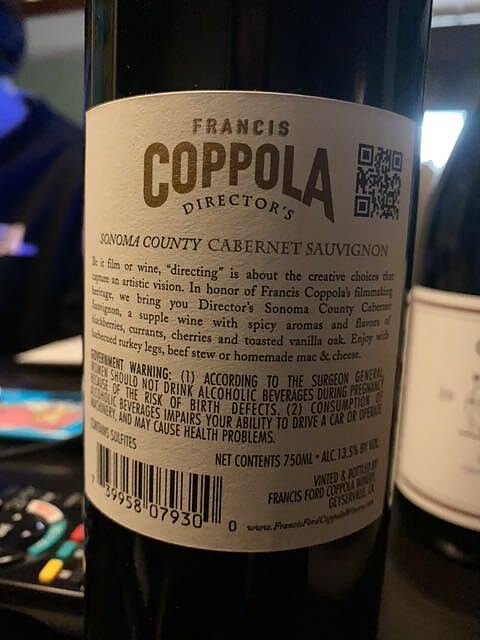 FRANCIS
COPPOLA
DIRECTOR'S
SONOMA COUNTY CABERNET SAUVIGNON
Be it film or wine, "directing" is about the creative choices that
capture an artistic vision. In honor of Francis Coppola's filmmaking
heritage, we bring you Director's Sonoma County Cabernet
Sauvignon, a supple wine with spicy aromas and flavors of
blackberries, currants, cherries and toasted vanilla oak. Enjoy with
barbecued turkey legs, beef stew or homemade mac & cheese.
GOVERNMENT WARNING: (1) ACCORDING TO THE SURGEON GENERAL,
WOMEN SHOULD NOT DRINK ALCOHOLIC BEVERAGES DURING PREGNANCY
BECAUSE OF THE RISK OF BIRTH DEFECTS. (2) CONSUMPTION OF
ALCOHOLIC BEVERAGES IMPAIRS YOUR ABILITY TO DRIVE A CAR OR OPERATE
MACHINERY, AND MAY CAUSE HEALTH PROBLEMS.
CONTAINS SULFITES
NET CONTENTS 750ML • ALC. 13.5% BY VOL.
VINTED & BOTTLED BY
FRANCIS FORD COPPOLA WINERY,
GEYSERVILLE, CA
7 39958 07930 0
www.FrancisFordCoppolaWinery.com